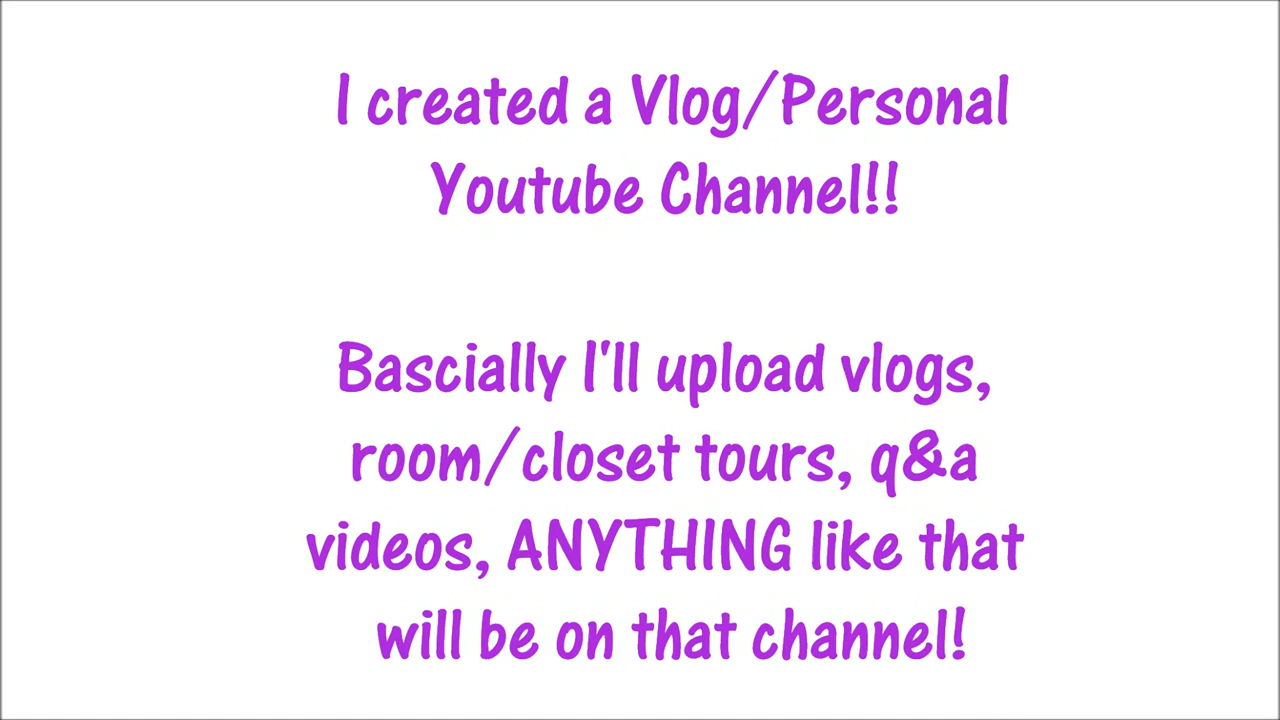 I created a Vlog/Personal
Youtube Channel!!
Bascially I'll upload vlogs,
room/closet tours, q&a
videos, ANYTHING like that
will be on that channel!